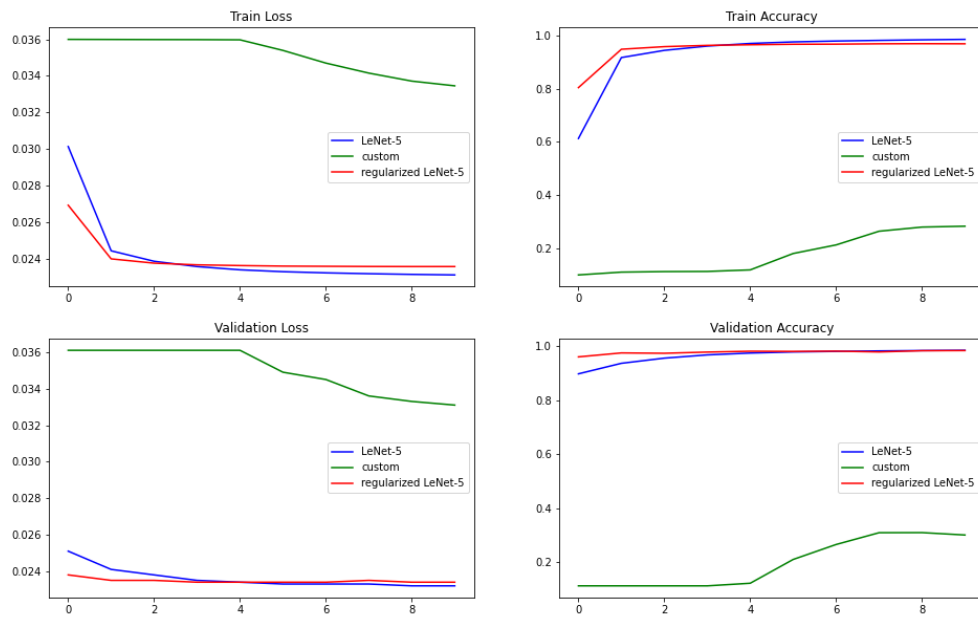 Train Loss
0.036
0.034
0.032
0.030
0.028
0.026
0.024
LeNet-5
custom
regularized LeNet-5
0 2 4 6 8
Train Accuracy
1.0
0.8
0.6
0.4
0.2
LeNet-5
custom
regularized LeNet-5
0 2 4 6 8
Validation Loss
0.036
0.034
0.032
0.030
0.028
0.026
0.024
LeNet-5
custom
regularized LeNet-5
0 2 4 6 8
Validation Accuracy
1.0
0.8
0.6
0.4
0.2
LeNet-5
custom
regularized LeNet-5
0 2 4 6 8